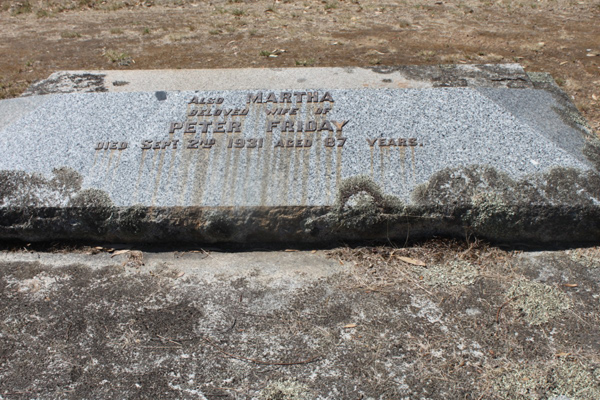 ALSO MARTHA
BELOVED WIFE OF
PETER FRIDAY
DIED SEPT 2ND 1931 AGED 87 YEARS.